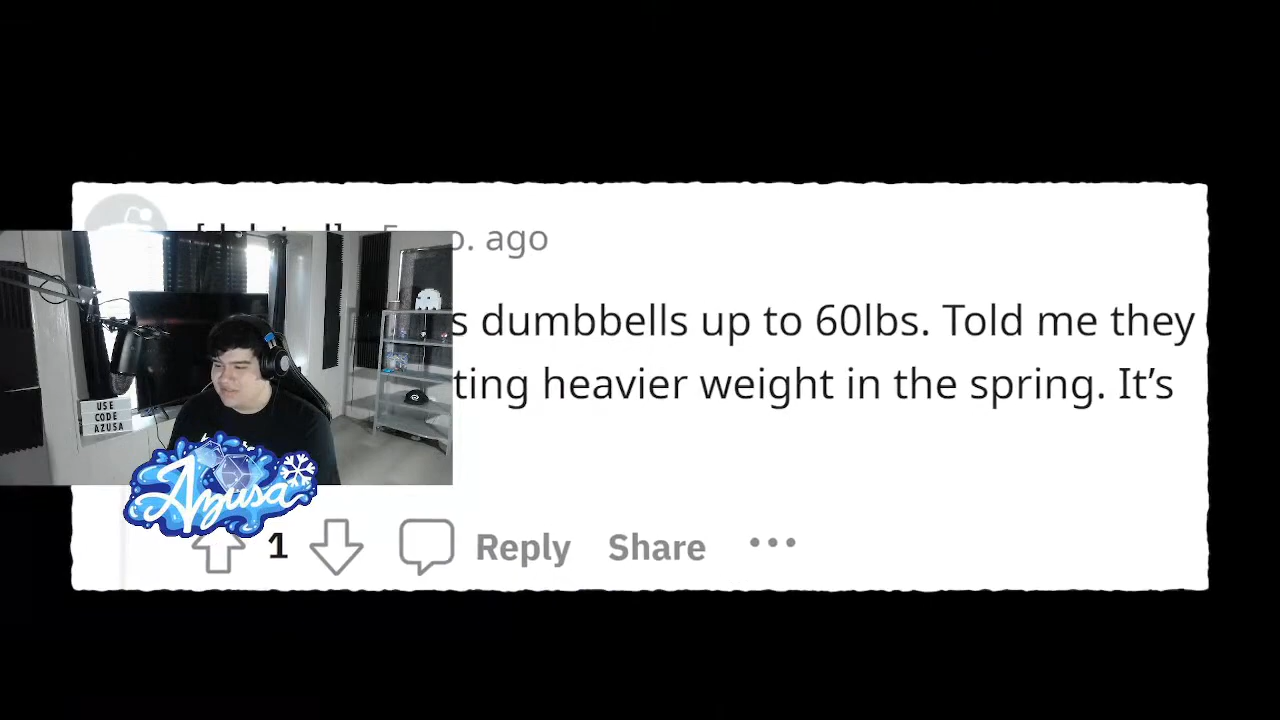 o. ago
s dumbbells up to 60lbs. Told me they
ting heavier weight in the spring. It’s
USE
CODE
AZUSA
Azusa
1 Reply Share •••